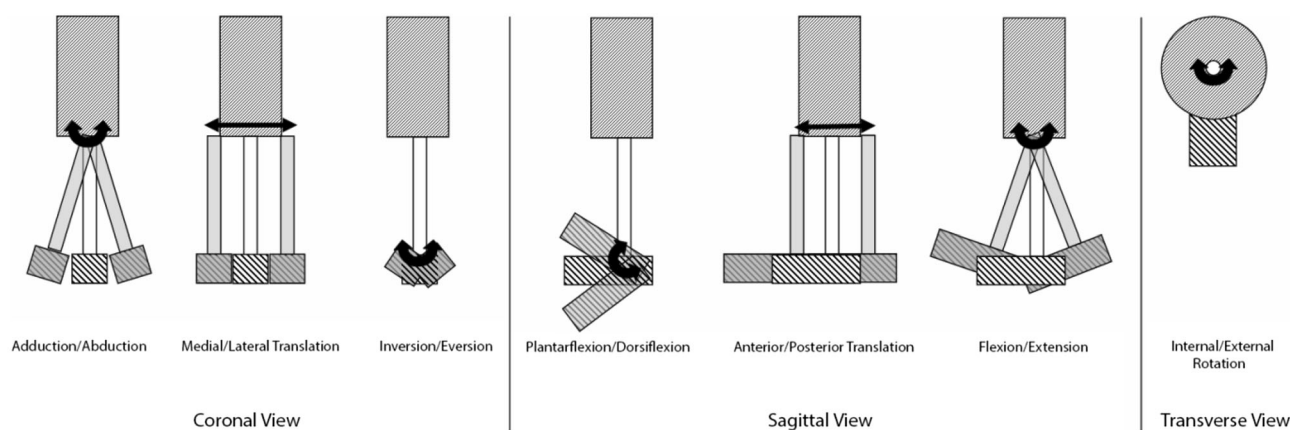 Adduction/Abduction
Medial/Lateral Translation
Inversion/Eversion
Plantarflexion/Dorsiflexion
Anterior/Posterior Translation
Flexion/Extension
Internal/External
Rotation
Coronal View
Sagittal View
Transverse View